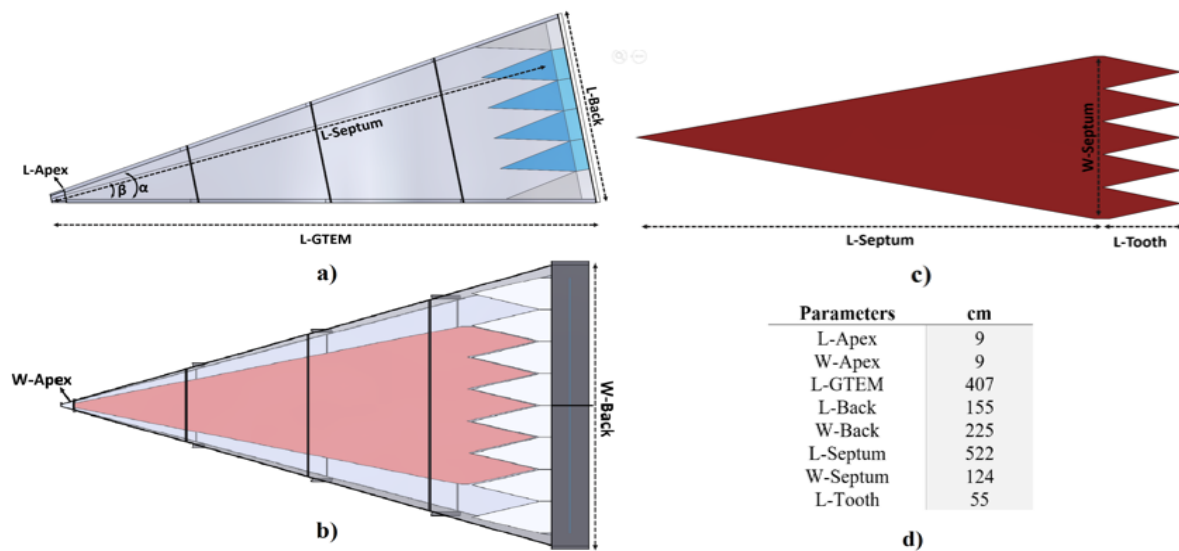 L-Apex
β
α
L-Septum
L-Back
L-GTEM
a)
W-Apex
W-Back
b)
W-Septum
L-Septum
L-Tooth
c)
Parameters cm
L-Apex 9
W-Apex 9
L-GTEM 407
L-Back 155
W-Back 225
L-Septum 522
W-Septum 124
L-Tooth 55
d)